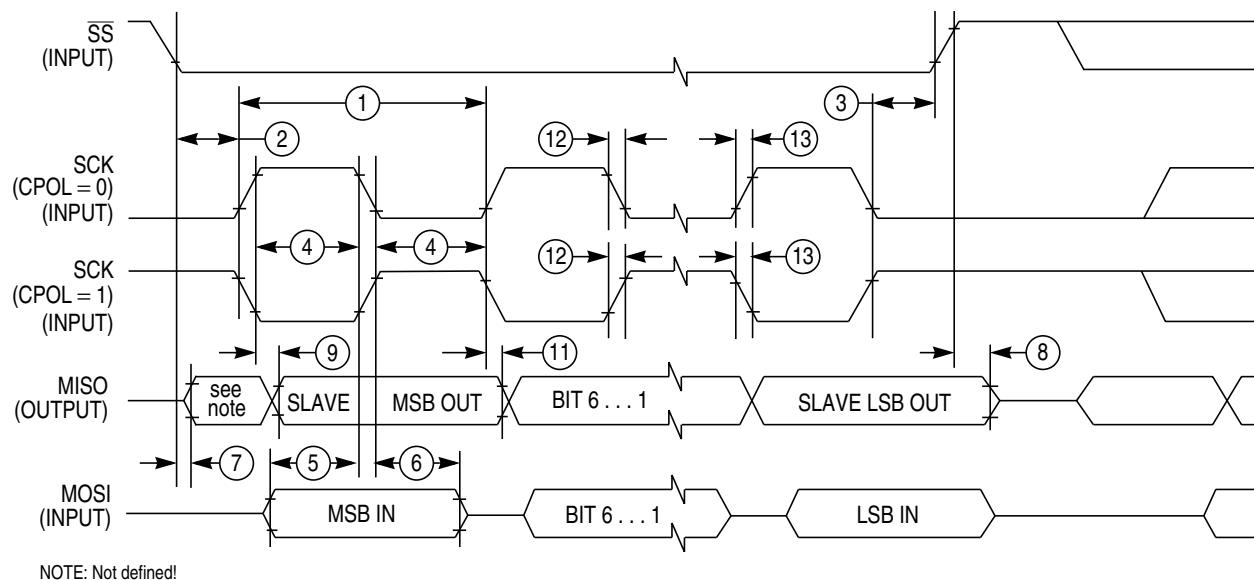 SS
(INPUT)
1
3
2
12
13
SCK
(CPOL = 0)
(INPUT)
4
4
12
13
SCK
(CPOL = 1)
(INPUT)
9
11
8
MISO
(OUTPUT)
see
note
SLAVE
MSB OUT
BIT 6 . . . 1
SLAVE LSB OUT
7
5
6
MOSI
(INPUT)
MSB IN
BIT 6 . . . 1
LSB IN
NOTE: Not defined!